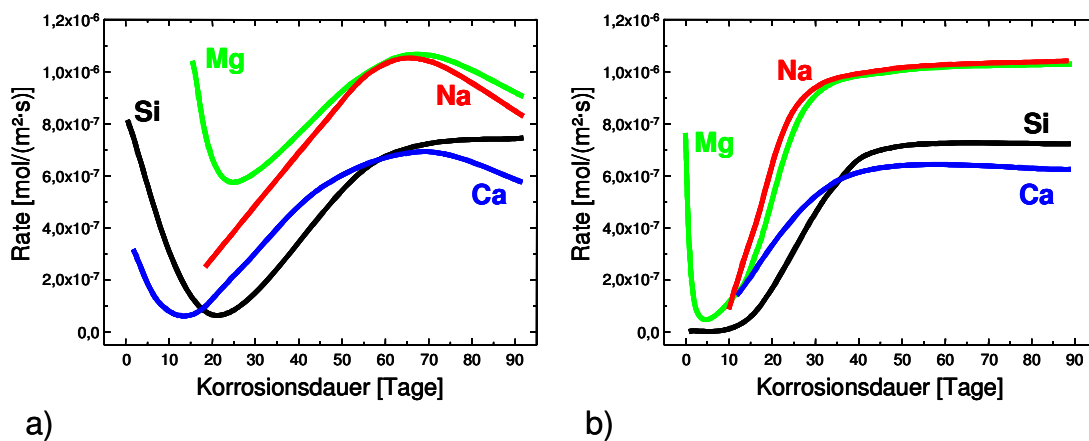 1,2x10⁻⁶
1,0x10⁻⁶
8,0x10⁻⁷
6,0x10⁻⁷
4,0x10⁻⁷
2,0x10⁻⁷
0,0
Rate [mol/(m²·s)]
Mg
Si
Na
Ca
0 10 20 30 40 50 60 70 80 90
Korrosionsdauer [Tage]
a)
1,2x10⁻⁶
1,0x10⁻⁶
8,0x10⁻⁷
6,0x10⁻⁷
4,0x10⁻⁷
2,0x10⁻⁷
0,0
Rate [mol/(m²·s)]
Na
Mg
Si
Ca
0 10 20 30 40 50 60 70 80 90
Korrosionsdauer [Tage]
b)